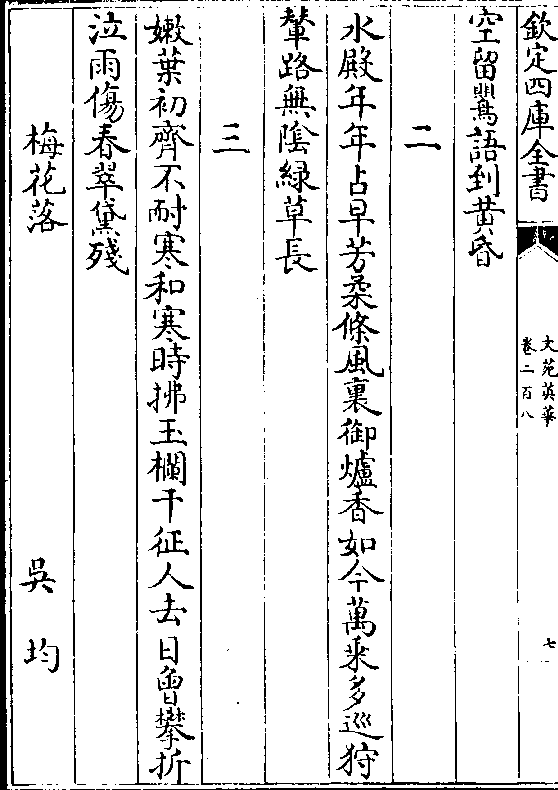 欽定四庫全書
文苑英華
卷二百八
七
空留鸎語到黄昏
二
水殿年年占早芳柔條風裏御爐香如今萬乗多巡狩
輦路無陰緑草長
三
嫩葉初齊不耐寒和寒時拂玉欄干征人去日曽攀折
泣雨傷春翠黛殘
梅花落
吳均